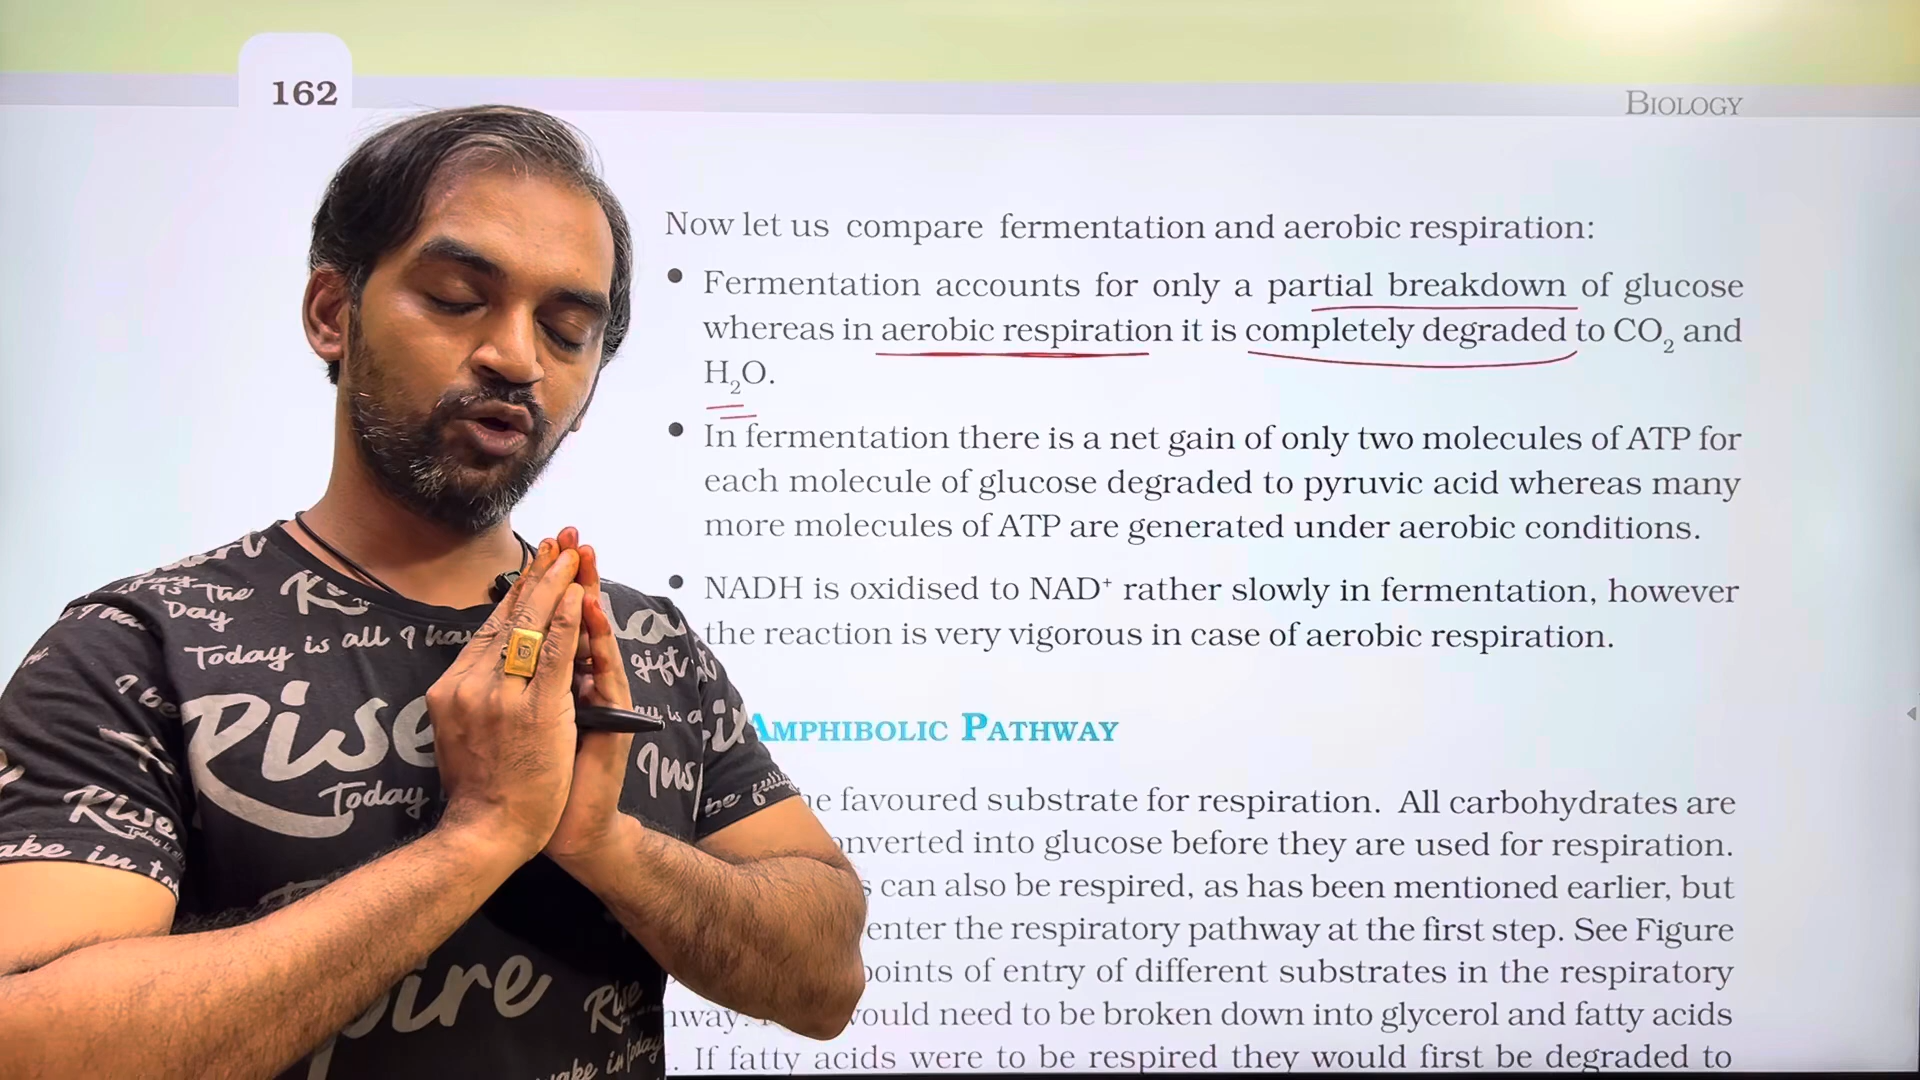 162
BIOLOGY
Now let us compare fermentation and aerobic respiration:
• Fermentation accounts for only a partial breakdown of glucose
whereas in aerobic respiration it is completely degraded to CO₂ and
H₂O.
• In fermentation there is a net gain of only two molecules of ATP for
each molecule of glucose degraded to pyruvic acid whereas many
more molecules of ATP are generated under aerobic conditions.
• NADH is oxidised to NAD⁺ rather slowly in fermentation, however
the reaction is very vigorous in case of aerobic respiration.
AMPHIBOLIC PATHWAY
favoured substrate for respiration. All carbohydrates are
into glucose before they are used for respiration.
can also be respired, as has been mentioned earlier, but
enter the respiratory pathway at the first step. See Figure
points of entry of different substrates in the respiratory
would need to be broken down into glycerol and fatty acids
If fatty acids were to be respired they would first be degraded to
The
Day
Today is all I
Rise
Today
gift
Rise
Today
be fully
Rise